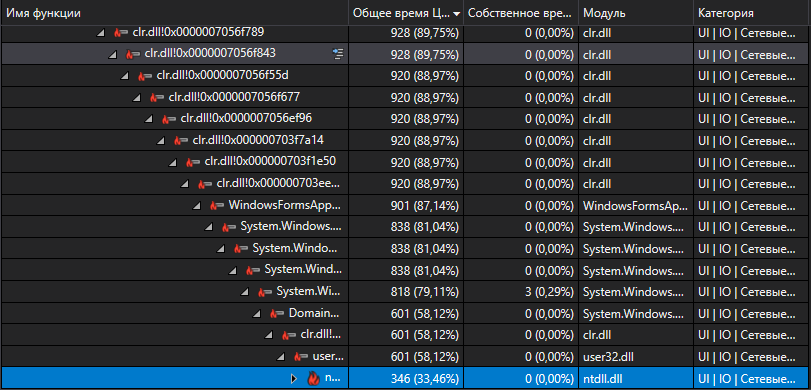 Имя функции Общее время Ц... Собственное вре... Модуль Категория
clr.dll!0x0000007056f789 928 (89,75%) 0 (0,00%) clr.dll UI | IO | Сетевые...
clr.dll!0x0000007056f843 928 (89,75%) 0 (0,00%) clr.dll UI | IO | Сетевые...
clr.dll!0x0000007056f55d 920 (88,97%) 0 (0,00%) clr.dll UI | IO | Сетевые...
clr.dll!0x0000007056f677 920 (88,97%) 0 (0,00%) clr.dll UI | IO | Сетевые...
clr.dll!0x0000007056ef96 920 (88,97%) 0 (0,00%) clr.dll UI | IO | Сетевые...
clr.dll!0x000000703f7a14 920 (88,97%) 0 (0,00%) clr.dll UI | IO | Сетевые...
clr.dll!0x000000703f1e50 920 (88,97%) 0 (0,00%) clr.dll UI | IO | Сетевые...
clr.dll!0x000000703ee... 920 (88,97%) 0 (0,00%) clr.dll UI | IO | Сетевые...
WindowsFormsApp... 901 (87,14%) 0 (0,00%) WindowsFormsAp... UI | IO | Сетевые...
System.Windows.... 838 (81,04%) 0 (0,00%) System.Windows.... UI | IO | Сетевые...
System.Windo... 838 (81,04%) 0 (0,00%) System.Windows.... UI | IO | Сетевые...
System.Wind... 838 (81,04%) 0 (0,00%) System.Windows.... UI | IO | Сетевые...
System.Wi... 818 (79,11%) 3 (0,29%) System.Windows.... UI | IO | Сетевые...
Domain... 601 (58,12%) 0 (0,00%) System.Windows.... UI | IO | Сетевые...
clr.dll!... 601 (58,12%) 0 (0,00%) clr.dll UI | IO | Сетевые...
user... 601 (58,12%) 0 (0,00%) user32.dll UI | IO | Сетевые...
n... 346 (33,46%) 0 (0,00%) ntdll.dll UI | IO | Сетевые...